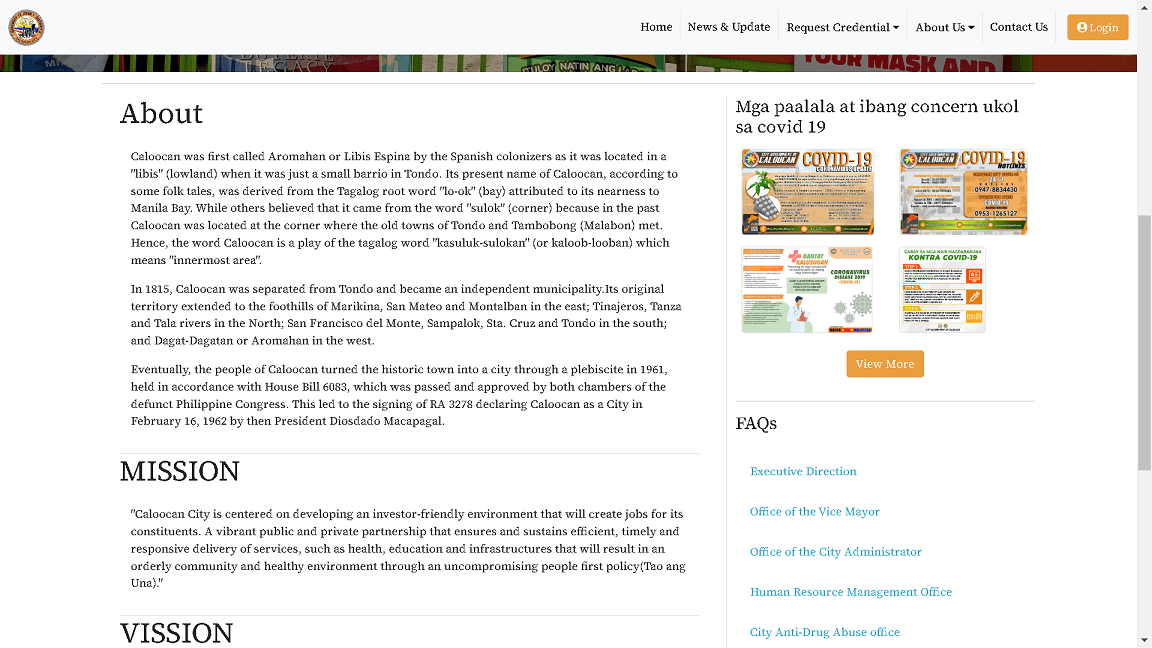 Home
News & Update
Request Credential
About Us
Contact Us
Login
LEGACY
TULOY NATIN ANG
YOUR MASK AND
About
Caloocan was first called Aromahan or Libis Espina by the Spanish colonizers as it was located in a
"libis" (lowland) when it was just a small barrio in Tondo. Its present name of Caloocan, according to
some folk tales, was derived from the Tagalog root word "lo-ok" (bay) attributed to its nearness to
Manila Bay. While others believed that it came from the word "sulok" (corner) because in the past
Caloocan was located at the corner where the old towns of Tondo and Tambobong (Malabon) met.
Hence, the word Caloocan is a play of the tagalog word "kasuluk-sulokan" (or kaloob-looban) which
means "innermost area".
In 1815, Caloocan was separated from Tondo and became an independent municipality.Its original
territory extended to the foothills of Marikina, San Mateo and Montalban in the east; Tinajeros, Tanza
and Tala rivers in the North; San Francisco del Monte, Sampalok, Sta. Cruz and Tondo in the south;
and Dagat-Dagatan or Aromahan in the west.
Eventually, the people of Caloocan turned the historic town into a city through a plebiscite in 1961,
held in accordance with House Bill 6083, which was passed and approved by both chambers of the
defunct Philippine Congress. This led to the signing of RA 3278 declaring Caloocan as a City in
February 16, 1962 by then President Diosdado Macapagal.
MISSION
"Caloocan City is centered on developing an investor-friendly environment that will create jobs for its
constituents. A vibrant public and private partnership that ensures and sustains efficient, timely and
responsive delivery of services, such as health, education and infrastructures that will result in an
orderly community and healthy environment through an uncompromising people first policy(Tao ang
Una)."
VISSION
Mga paalala at ibang concern ukol
sa covid 19
CALOOCAN
COVID-19
CALOOCAN
COVID-19
HOTLINES
0947-8834430
0953-1265127
BANTAY
KALUSUGAN
CORONAVIRUS
DISEASE 2019
(COVID-19)
GABAY SA MGA NAIS MAGPABAKUNA
KONTRA COVID-19
View More
FAQs
Executive Direction
Office of the Vice Mayor
Office of the City Administrator
Human Resource Management Office
City Anti-Drug Abuse office